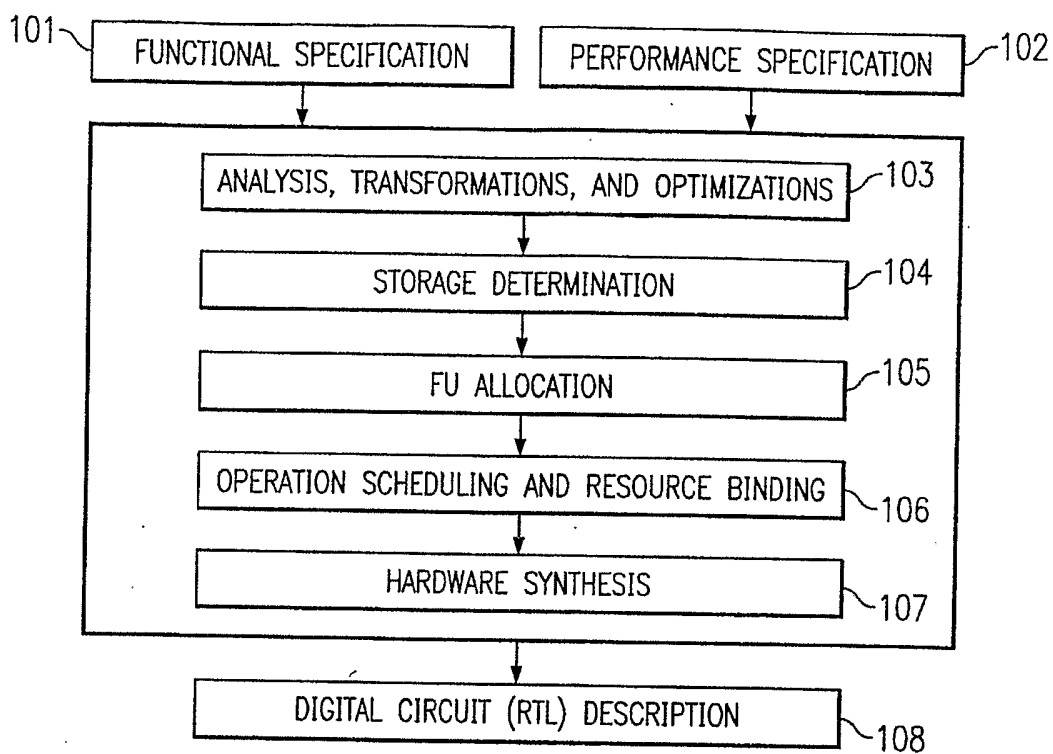 101
FUNCTIONAL SPECIFICATION
PERFORMANCE SPECIFICATION
102
ANALYSIS, TRANSFORMATIONS, AND OPTIMIZATIONS
103
STORAGE DETERMINATION
104
FU ALLOCATION
105
OPERATION SCHEDULING AND RESOURCE BINDING
106
HARDWARE SYNTHESIS
107
DIGITAL CIRCUIT (RTL) DESCRIPTION
108